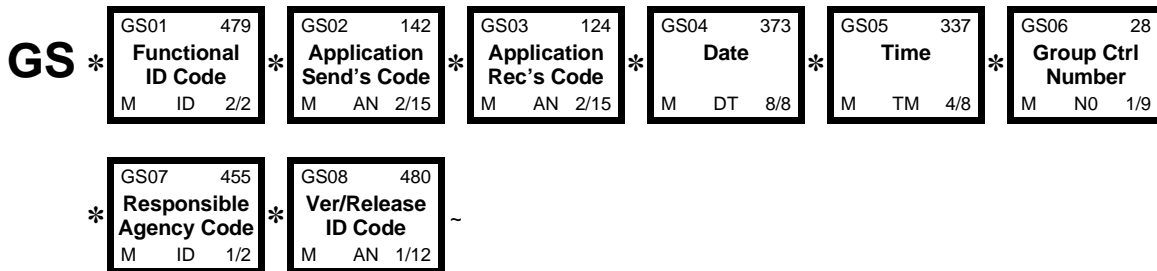 GS * GS01 479 * GS02 142 * GS03 124 * GS04 373 * GS05 337 * GS06 28
Functional Application Application Date Time Group Ctrl
ID Code Send's Code Rec's Code Number
M ID 2/2 M AN 2/15 M AN 2/15 M DT 8/8 M TM 4/8 M N0 1/9
* GS07 455 * GS08 480 ~
Responsible Ver/Release
Agency Code ID Code
M ID 1/2 M AN 1/12